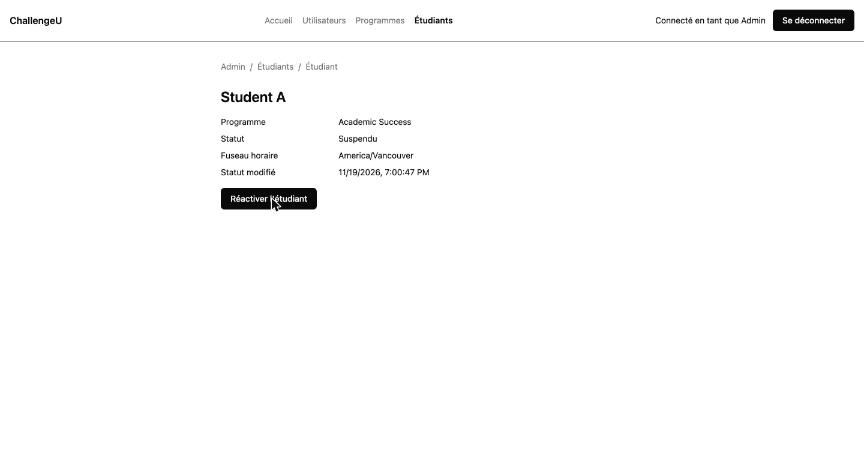 ChallengeU
Accueil Utilisateurs Programmes Étudiants
Connecté en tant que Admin Se déconnecter
Admin / Étudiants / Étudiant
Student A
Programme Academic Success
Statut Suspendu
Fuseau horaire America/Vancouver
Statut modifié 11/19/2026, 7:00:47 PM
Réactiver l'étudiant